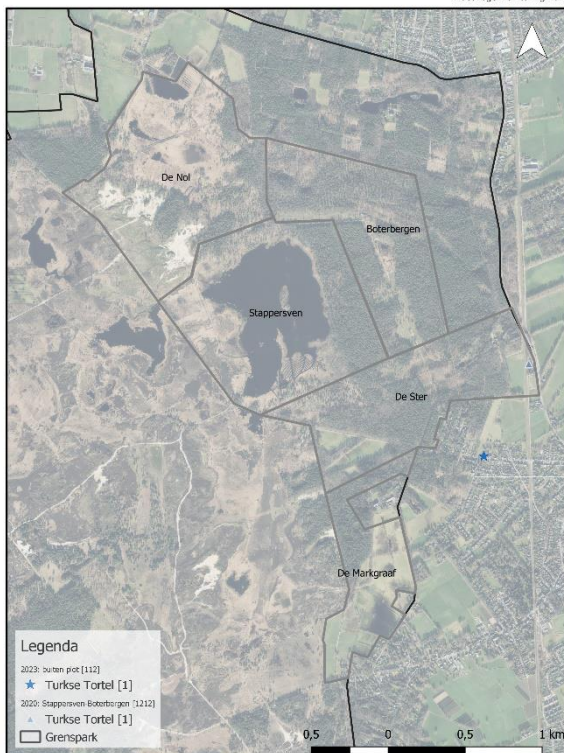 De Nol
Boterbergen
Stappersven
De Ster
De Markgraaf
Legenda
2023: buiten plot [112]
Turkse Tortel [1]
2020: Stappersven-Boterbergen [1212]
Turkse Tortel [1]
Grenspark
0,5 0 0,5 1 km